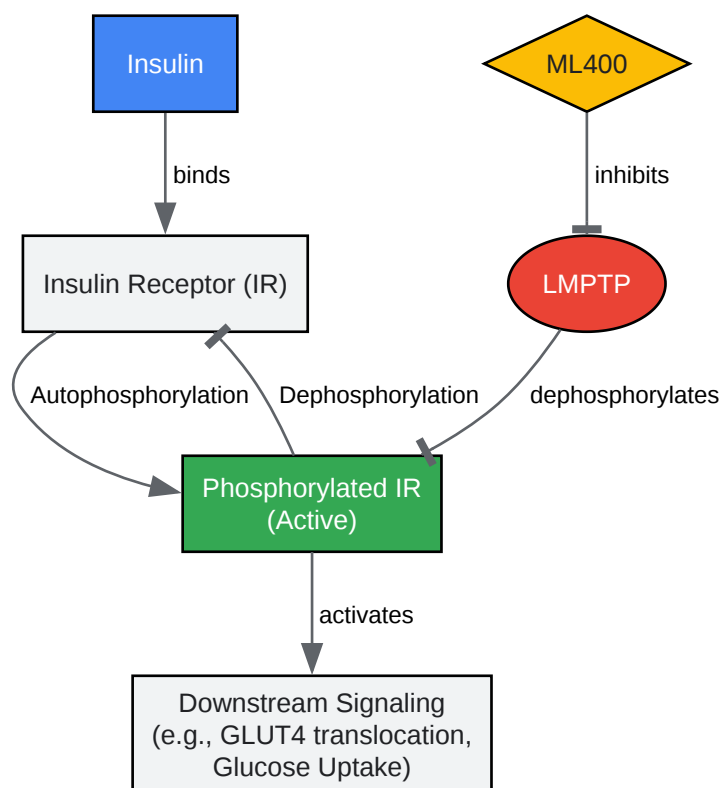 Insulin
ML400
binds
inhibits
Insulin Receptor (IR)
LMPTP
Autophosphorylation
Dephosphorylation
dephosphorylates
Phosphorylated IR
(Active)
activates
Downstream Signaling
(e.g., GLUT4 translocation,
Glucose Uptake)